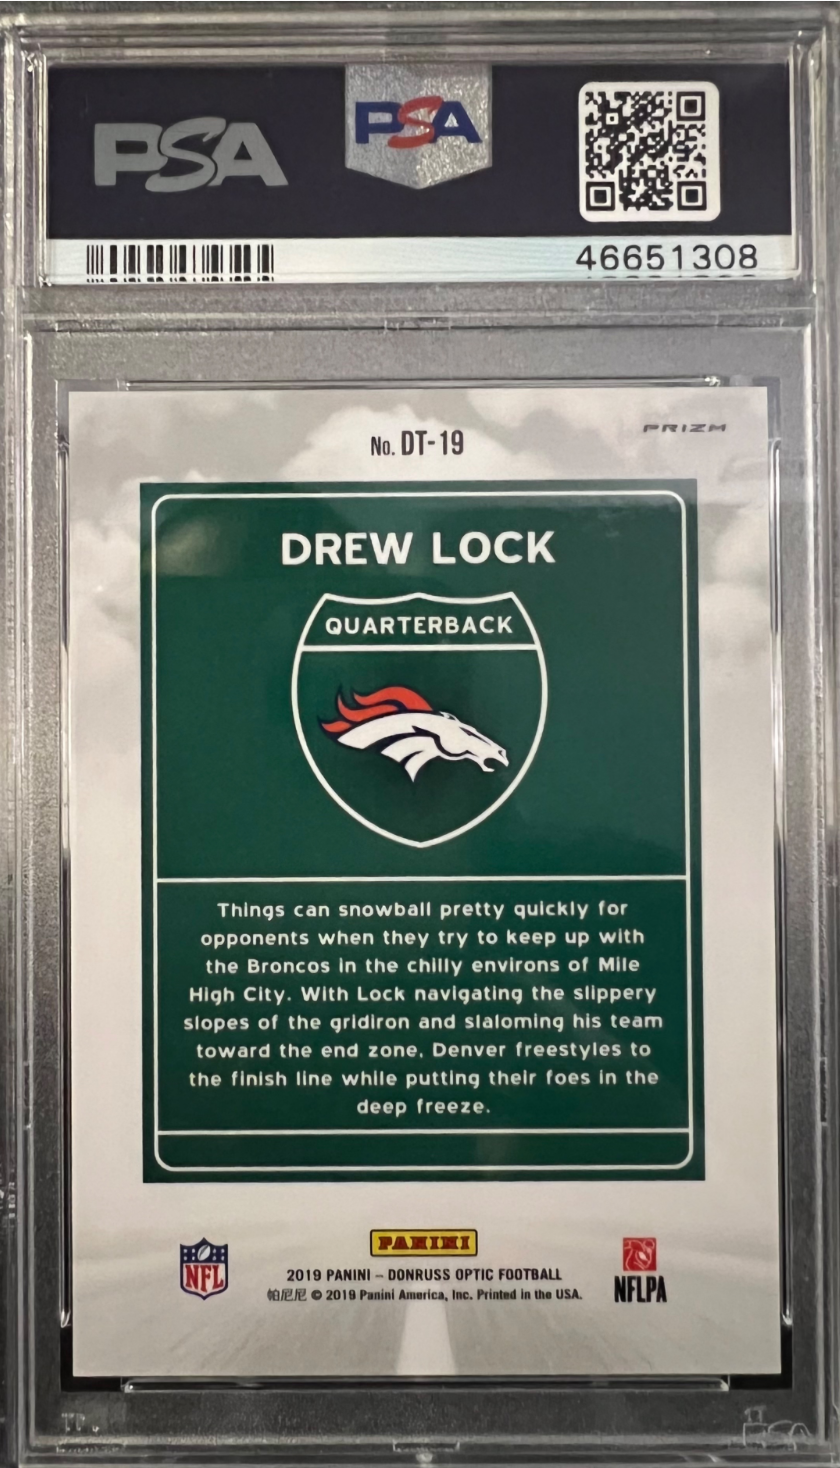 PSA
PSA
46651308
No. DT-19
PRIZM
DREW LOCK
QUARTERBACK
Things can snowball pretty quickly for
opponents when they try to keep up with
the Broncos in the chilly environs of Mile
High City. With Lock navigating the slippery
slopes of the gridiron and slaloming his team
toward the end zone, Denver freestyles to
the finish line while putting their foes in the
deep freeze.
PANINI
NFL
2019 PANINI – DONRUSS OPTIC FOOTBALL
帕尼尼 © 2019 Panini America, Inc. Printed in the USA.
NFLPA
PSA